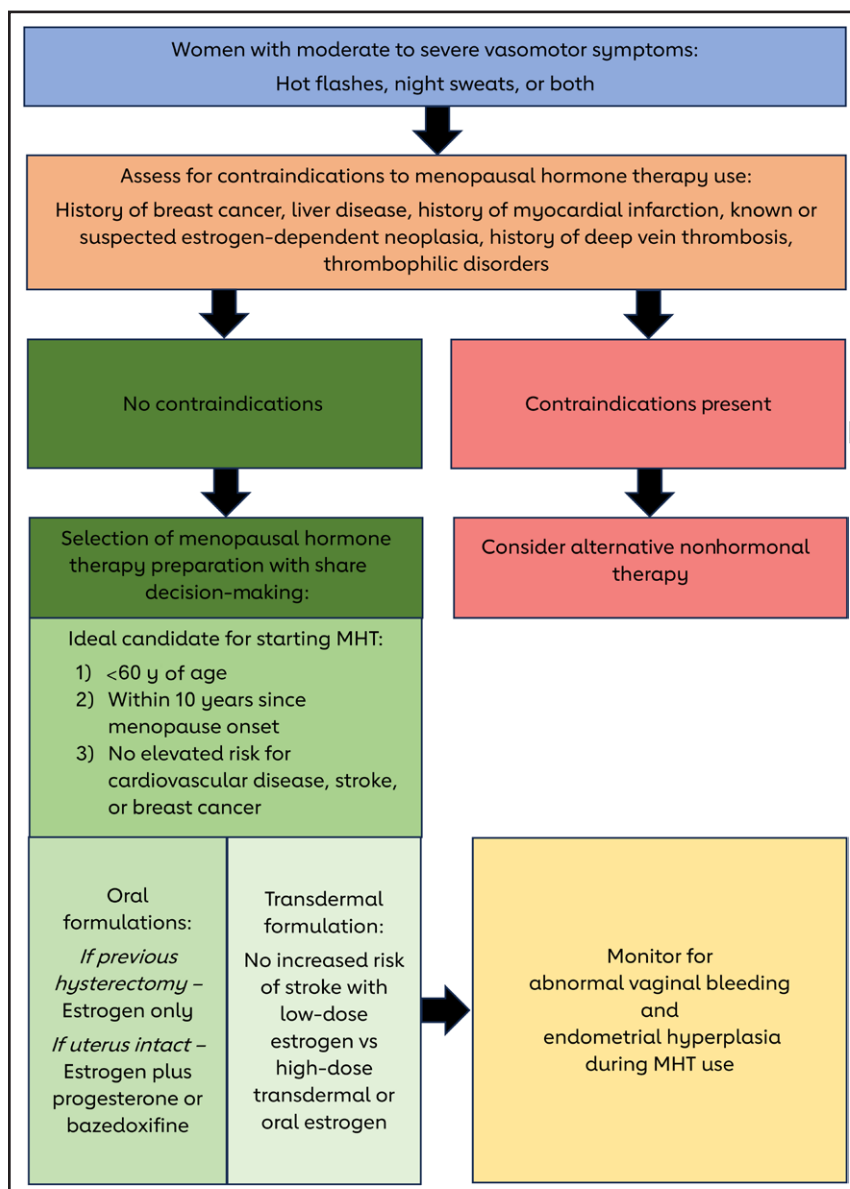 Women with moderate to severe vasomotor symptoms:
Hot flashes, night sweats, or both
Assess for contraindications to menopausal hormone therapy use:
History of breast cancer, liver disease, history of myocardial infarction, known or
suspected estrogen-dependent neoplasia, history of deep vein thrombosis,
thrombophilic disorders
No contraindications
Contraindications present
Selection of menopausal hormone
therapy preparation with share
decision-making:
Consider alternative nonhormonal
therapy
Ideal candidate for starting MHT:
1) <60 y of age
2) Within 10 years since
menopause onset
3) No elevated risk for
cardiovascular disease, stroke,
or breast cancer
Oral
formulations:
If previous
hysterectomy –
Estrogen only
If uterus intact –
Estrogen plus
progesterone or
bazedoxifine
Transdermal
formulation:
No increased risk
of stroke with
low-dose
estrogen vs
high-dose
transdermal or
oral estrogen
Monitor for
abnormal vaginal bleeding
and
endometrial hyperplasia
during MHT use